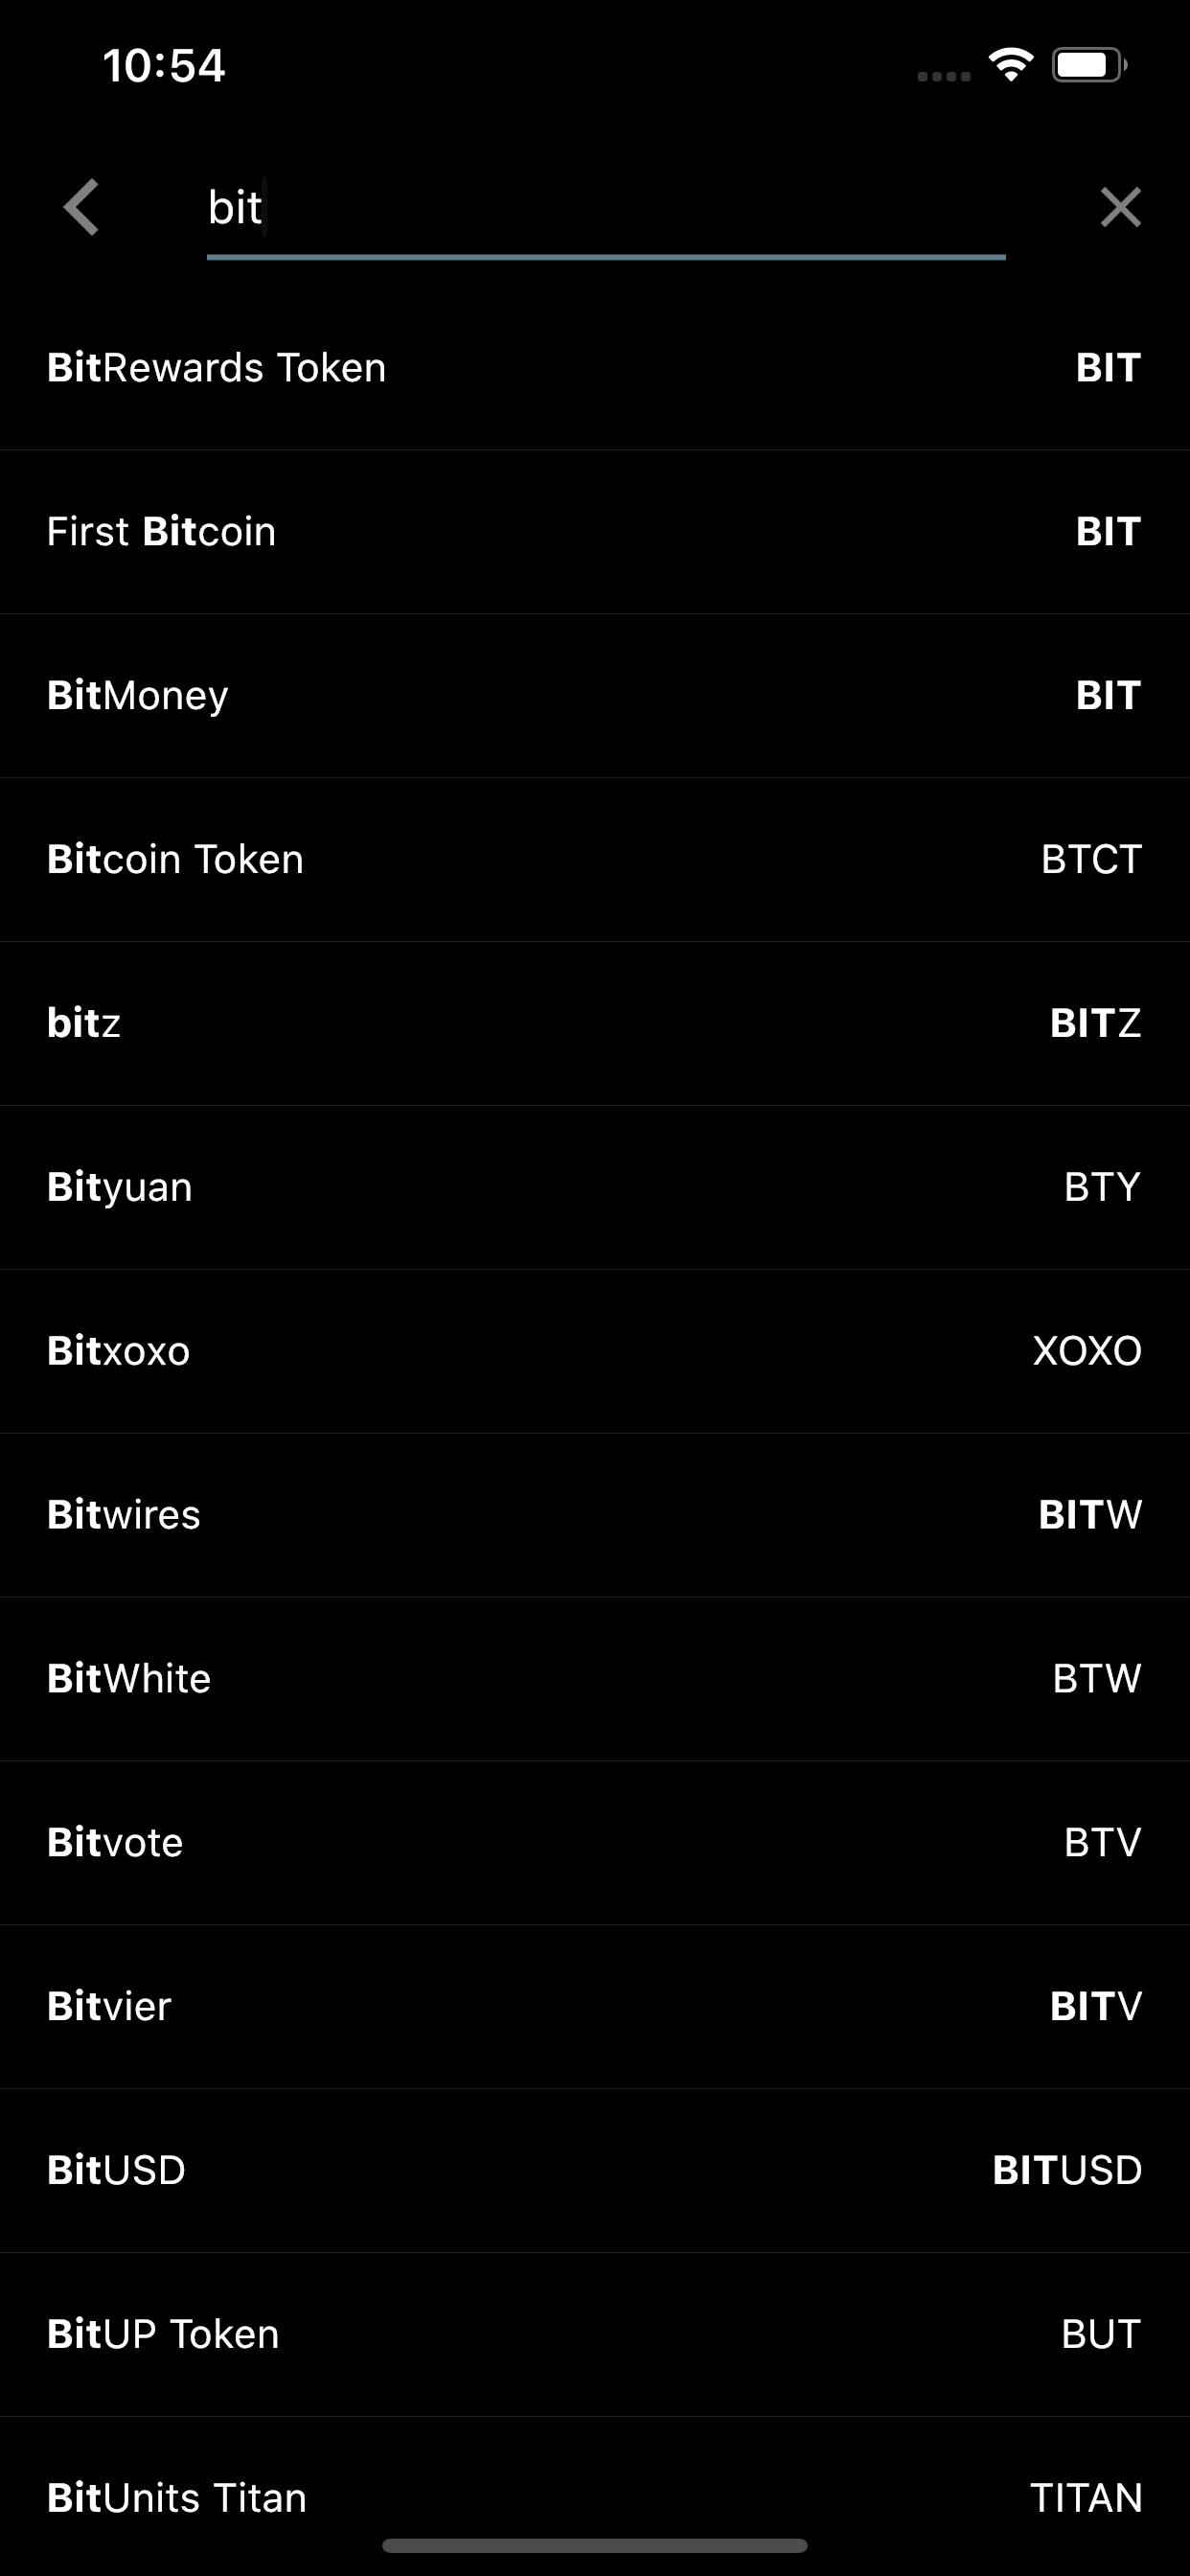 10:54
bit
BitRewards Token BIT
First Bitcoin BIT
BitMoney BIT
Bitcoin Token BTCT
bitz BITZ
Bityuan BTY
Bitxoxo XOXO
Bitwires BITW
BitWhite BTW
Bitvote BTV
Bitvier BITV
BitUSD BITUSD
BitUP Token BUT
BitUnits Titan TITAN